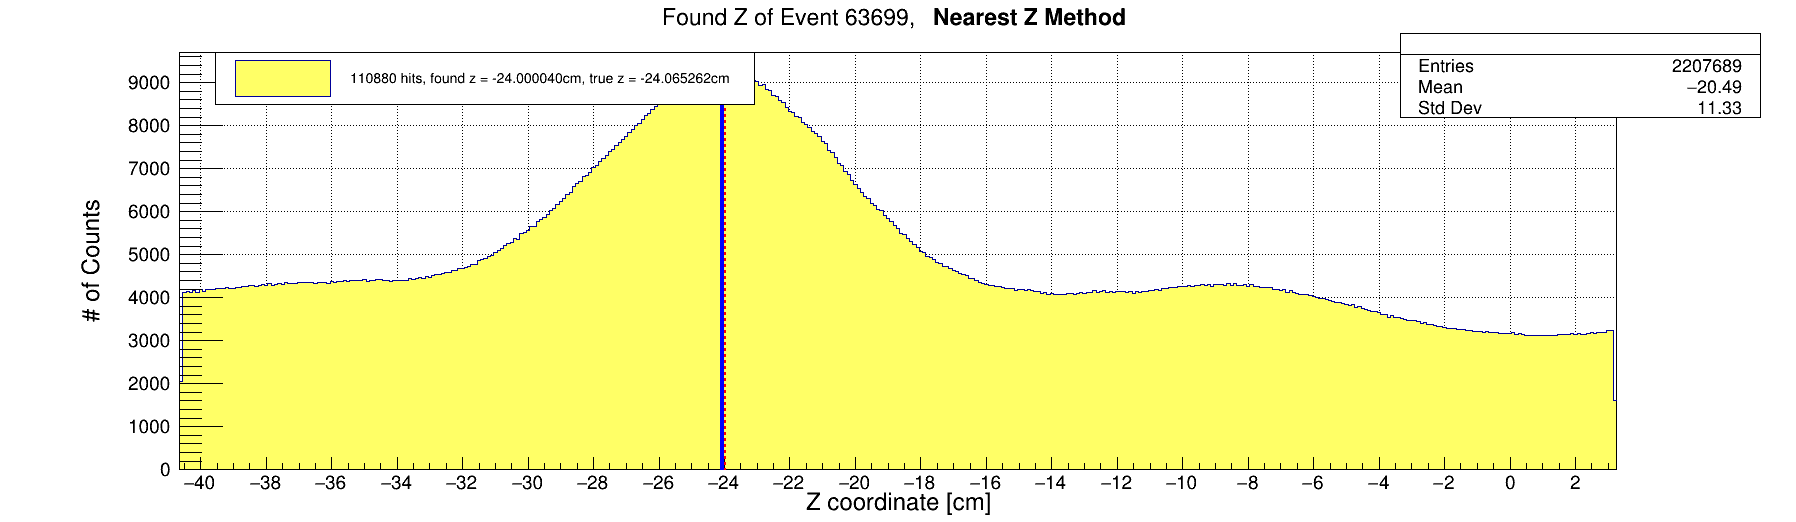 Found Z of Event 63699, Nearest Z Method
110880 hits, found z = -24.000040cm, true z = -24.065262cm
Entries 2207689
Mean −20.49
Std Dev 11.33
# of Counts
9000
8000
7000
6000
5000
4000
3000
2000
1000
0
−40 −38 −36 −34 −32 −30 −28 −26 −24 −22 −20 −18 −16 −14 −12 −10 −8 −6 −4 −2 0 2
Z coordinate [cm]